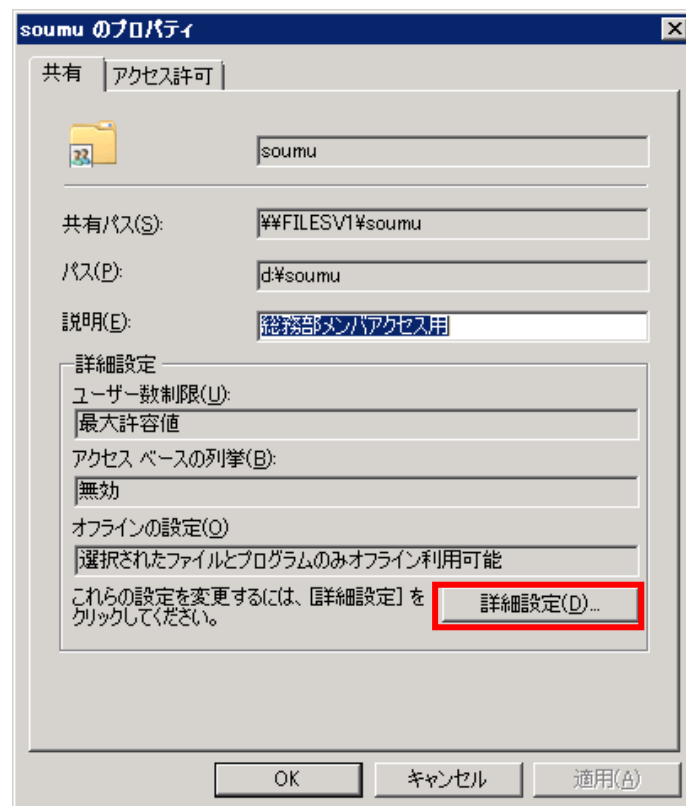 soumu のプロパティ
共有
アクセス許可
soumu
共有パス(S):
¥¥FILESV1¥soumu
パス(P):
d:¥soumu
説明(E):
総務部メンバアクセス用
詳細設定
ユーザー数制限(U):
最大許容値
アクセス ベースの列挙(B):
無効
オフラインの設定(O)
選択されたファイルとプログラムのみオフライン利用可能
これらの設定を変更するには、[詳細設定] を
クリックしてください。
詳細設定(D)...
OK
キャンセル
適用(A)